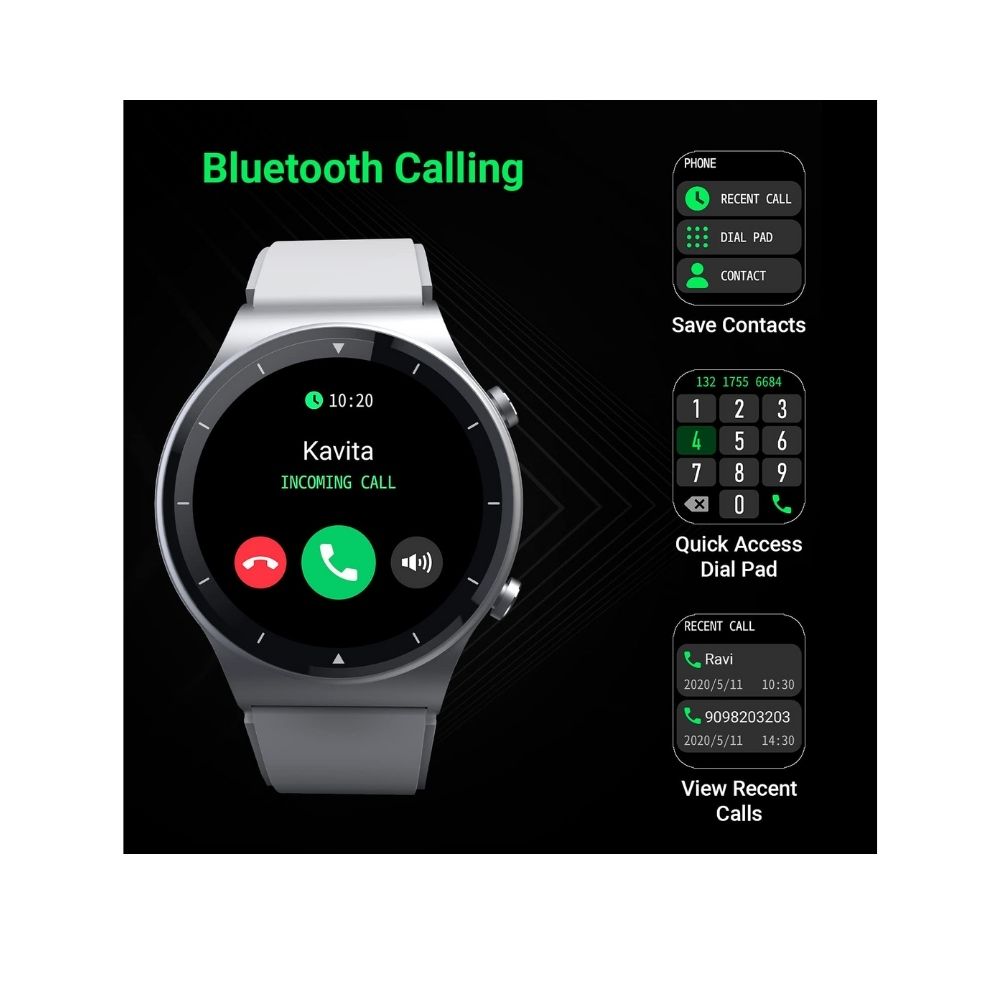 Bluetooth Calling
10:20
Kavita
INCOMING CALL
PHONE
RECENT CALL
DIAL PAD
CONTACT
Save Contacts
132 1755 6684
1 2 3
4 5 6
7 8 9
0
Quick Access
Dial Pad
RECENT CALL
Ravi
2020/5/11 10:30
9098203203
2020/5/11 14:30
View Recent
Calls